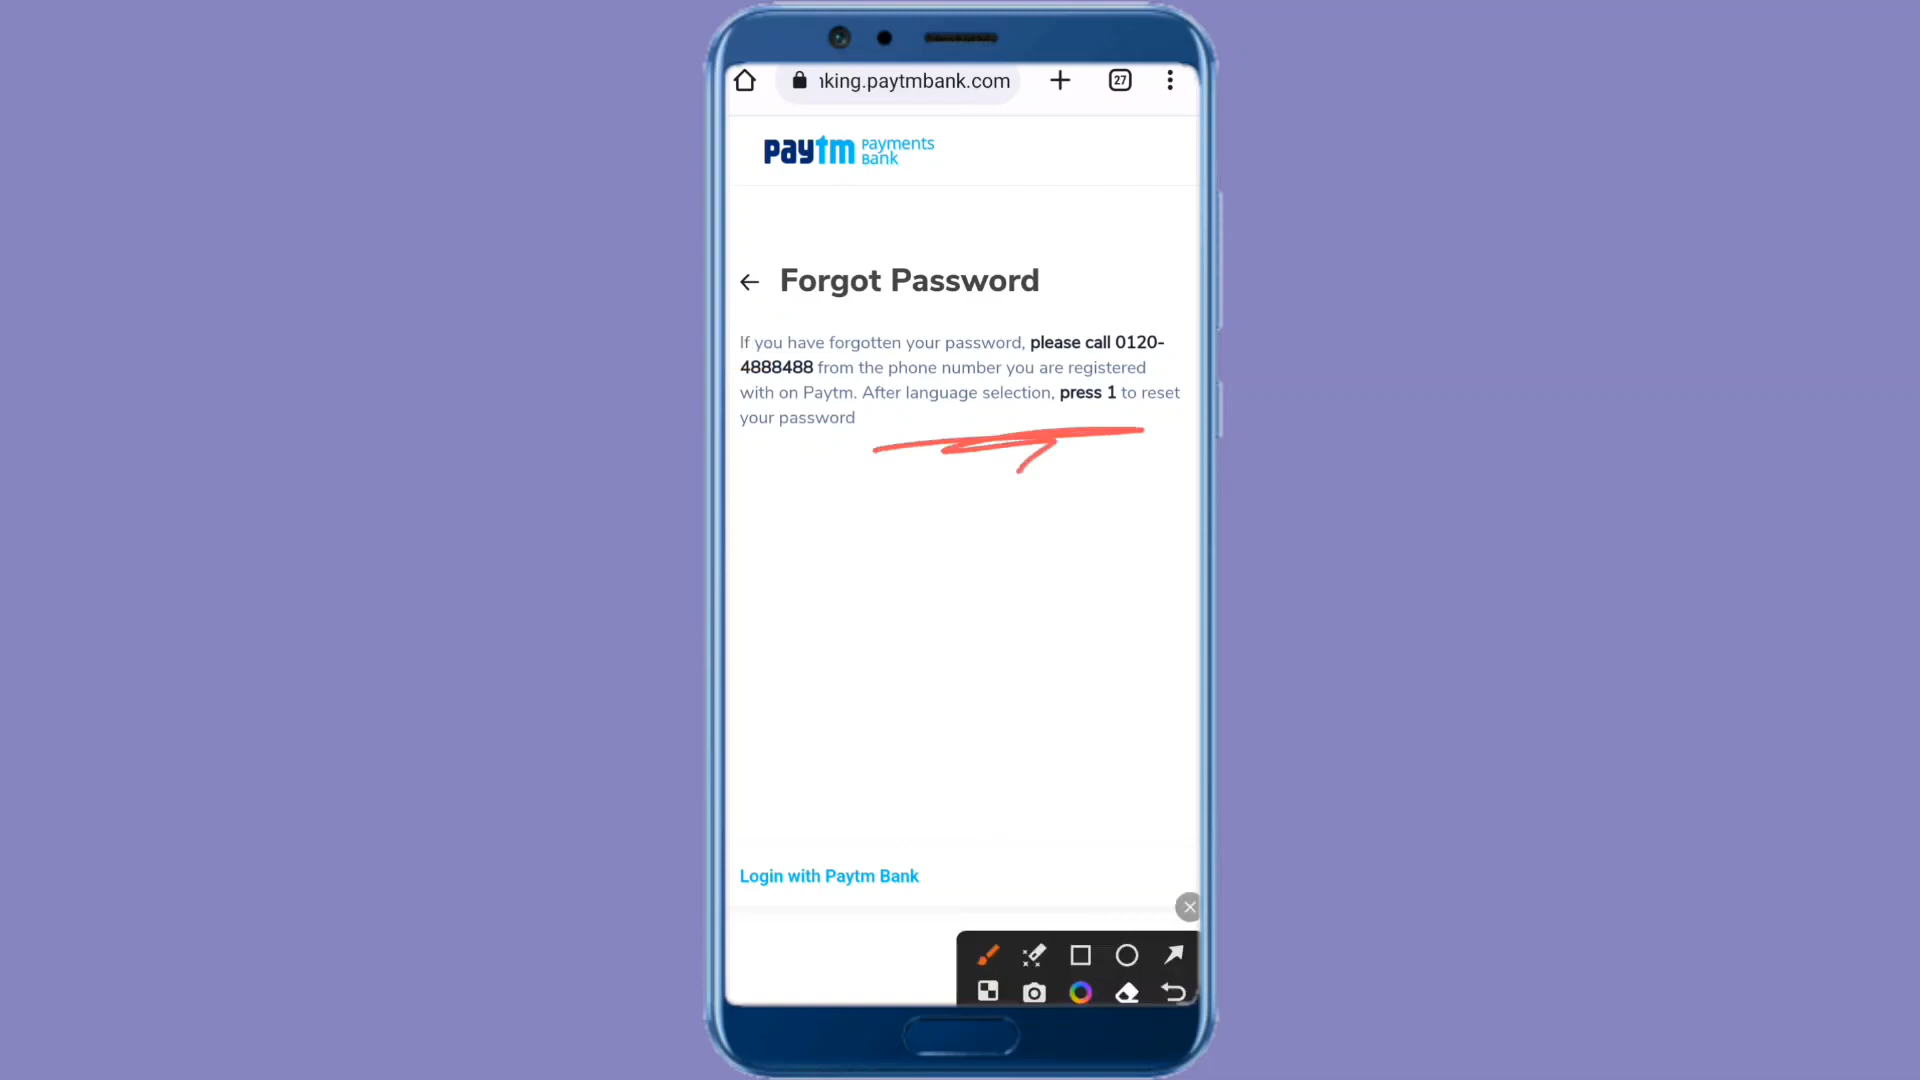 nking.paytmbank.com
27
paytm Payments
Bank
Forgot Password
If you have forgotten your password, please call 0120-
4888488 from the phone number you are registered
with on Paytm. After language selection, press 1 to reset
your password
Login with Paytm Bank